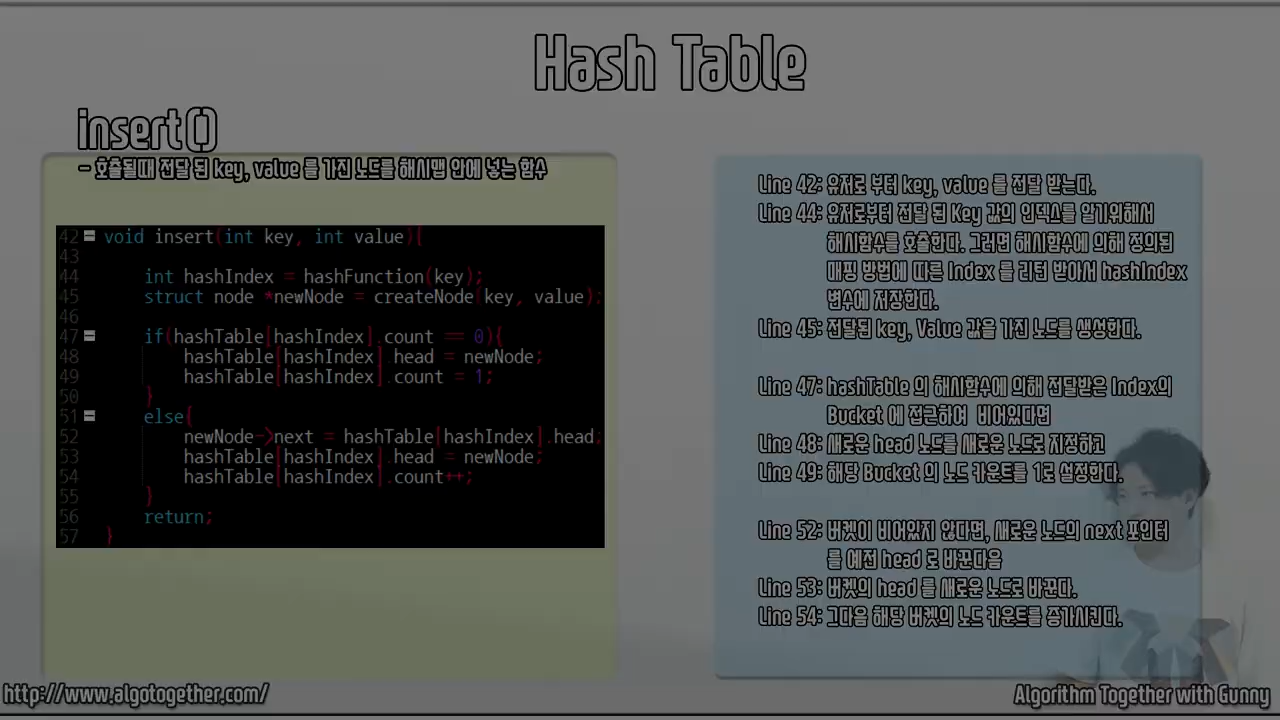 Hash Table
insert()
- 호출될때 전달 된 key, value 를 가진 노드를 해시맵 안에 넣는 함수
42 void insert(int key, int value){
43
44 int hashIndex = hashFunction(key);
45 struct node *newNode = createNode(key, value);
46
47 if(hashTable[hashIndex].count == 0){
48 hashTable[hashIndex].head = newNode;
49 hashTable[hashIndex].count = 1;
50 }
51 else{
52 newNode->next = hashTable[hashIndex].head;
53 hashTable[hashIndex].head = newNode;
54 hashTable[hashIndex].count++;
55 }
56 return;
57 }
Line 42: 유저로 부터 key, value 를 전달 받는다.
Line 44: 유저로부터 전달 된 Key 값의 인덱스를 알기위해서
해시함수를 호출한다. 그러면 해시함수에 의해 정의된
매핑 방법에 따른 Index 를 리턴 받아서 hashIndex
변수에 저장한다.
Line 45: 전달된 key, Value 값을 가진 노드를 생성한다.
Line 47: hashTable 의 해시함수에 의해 전달받은 Index의
Bucket 에 접근하여 비어있다면
Line 48: 새로운 head 노드를 새로운 노드로 지정하고
Line 49: 해당 Bucket 의 노드 카운트를 1로 설정한다.
Line 52: 버켓이 비어있지 않다면, 새로운 노드의 next 포인터
를 예전 head 로 바꾼다음
Line 53: 버켓의 head 를 새로운 노드로 바꾼다.
Line 54: 그다음 해당 버켓의 노드 카운트를 증가시킨다.
http://www.algotogether.com/
Algorithm Together with Gunny